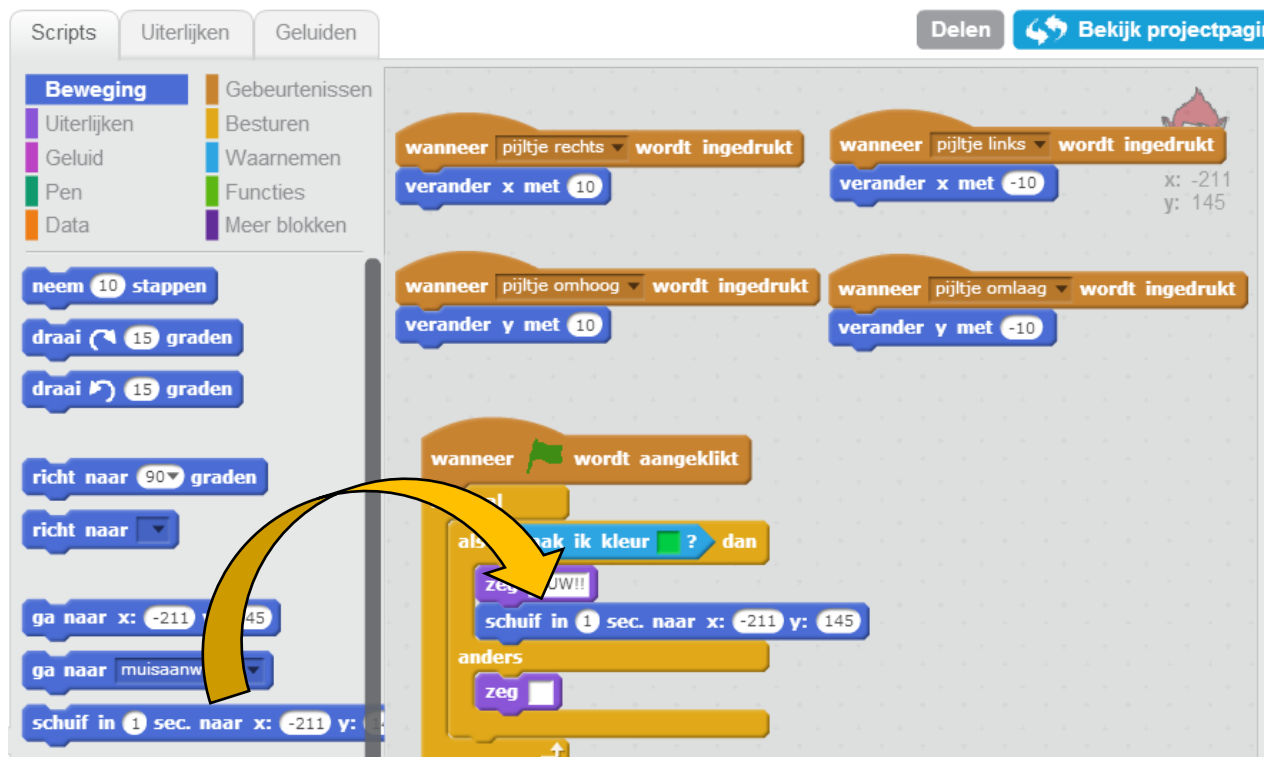 Scripts Uiterlijken Geluiden
Delen Bekijk projectpagin
Beweging Gebeurtenissen
Uiterlijken Besturen
Geluid Waarnemen
Pen Functies
Data Meer blokken
neem 10 stappen
draai 15 graden
draai 15 graden
richt naar 90 graden
richt naar
ga naar x: -211 45
ga naar muisaanw
schuif in 1 sec. naar x: -211 y:
wanneer pijltje rechts wordt ingedrukt
verander x met 10
wanneer pijltje links wordt ingedrukt
verander x met -10
x: -211
y: 145
wanneer pijltje omhoog wordt ingedrukt
verander y met 10
wanneer pijltje omlaag wordt ingedrukt
verander y met -10
wanneer wordt aangeklikt
als ik kleur ? dan
zeg UW!!
schuif in 1 sec. naar x: -211 y: 145
anders
zeg